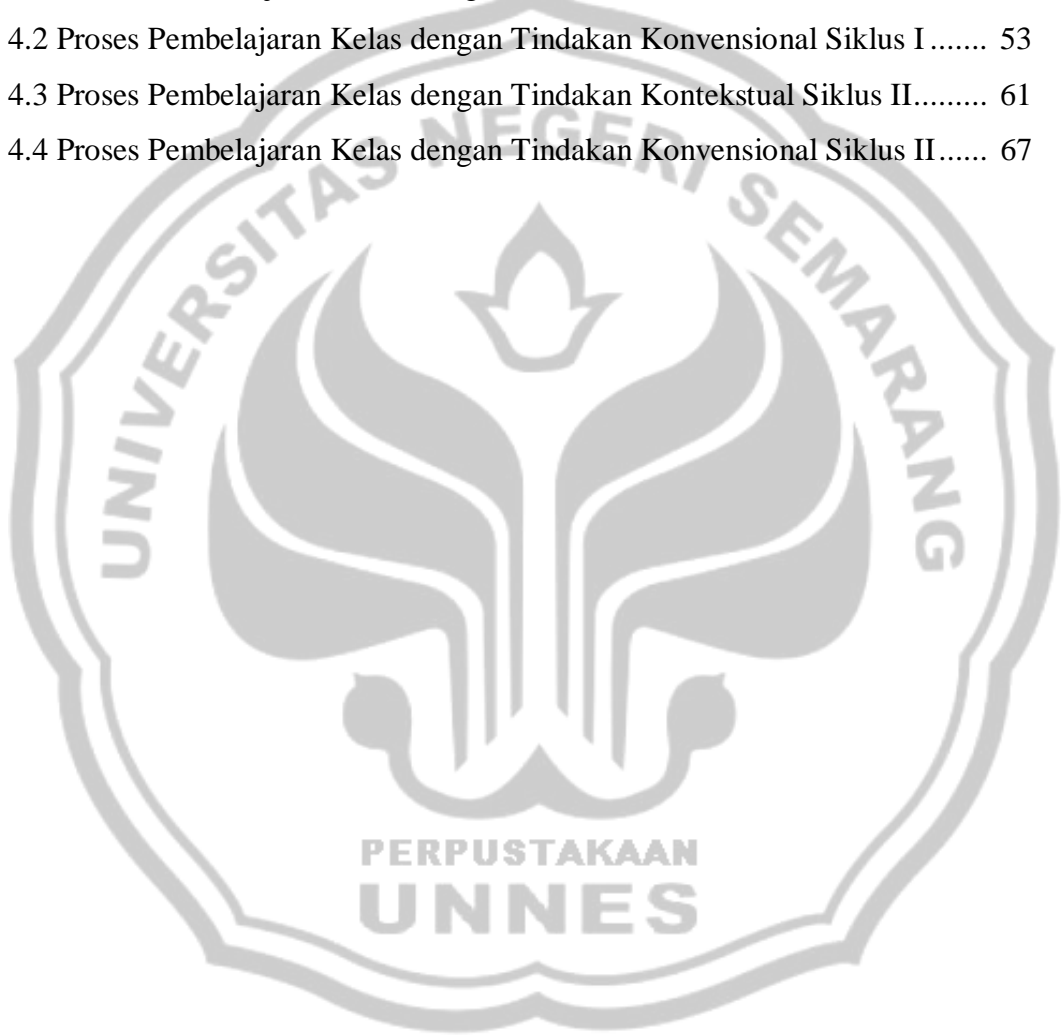 4.2 Proses Pembelajaran Kelas dengan Tindakan Konvensional Siklus I ....... 53
4.3 Proses Pembelajaran Kelas dengan Tindakan Kontekstual Siklus II......... 61
4.4 Proses Pembelajaran Kelas dengan Tindakan Konvensional Siklus II...... 67
UNIVERSITAS NEGERI SEMARANG
PERPUSTAKAAN
UNNES